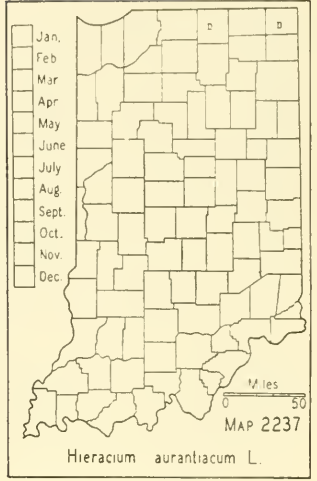 Jan.
Feb
Mar
Apr
May
June
July
Aug.
Sept.
Oct.
Nov.
Dec.
D D
Miles
0 50
MAP 2237
Hieracium aurantiacum L.